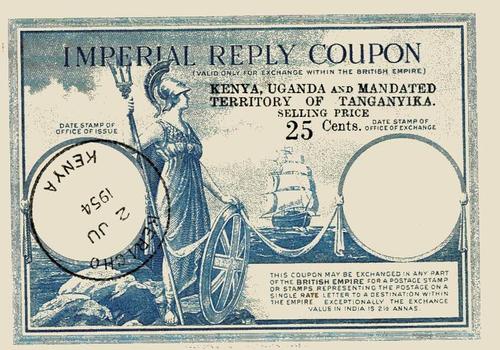 IMPERIAL REPLY COUPON
(VALID ONLY FOR EXCHANGE WITHIN THE BRITISH EMPIRE)
KENYA, UGANDA AND MANDATED
TERRITORY OF TANGANYIKA.
SELLING PRICE
25 Cents.
DATE STAMP OF
OFFICE OF ISSUE
DATE STAMP OF
OFFICE OF EXCHANGE
KERICHO
2 JU
1954
KENYA
THIS COUPON MAY BE EXCHANGED IN ANY PART
OF THE BRITISH EMPIRE FOR A POSTAGE STAMP
OR STAMPS REPRESENTING THE POSTAGE ON A
SINGLE RATE LETTER TO A DESTINATION WITHIN
THE EMPIRE EXCEPTIONALLY THE EXCHANGE
VALUE IN INDIA IS 2½ ANNAS.